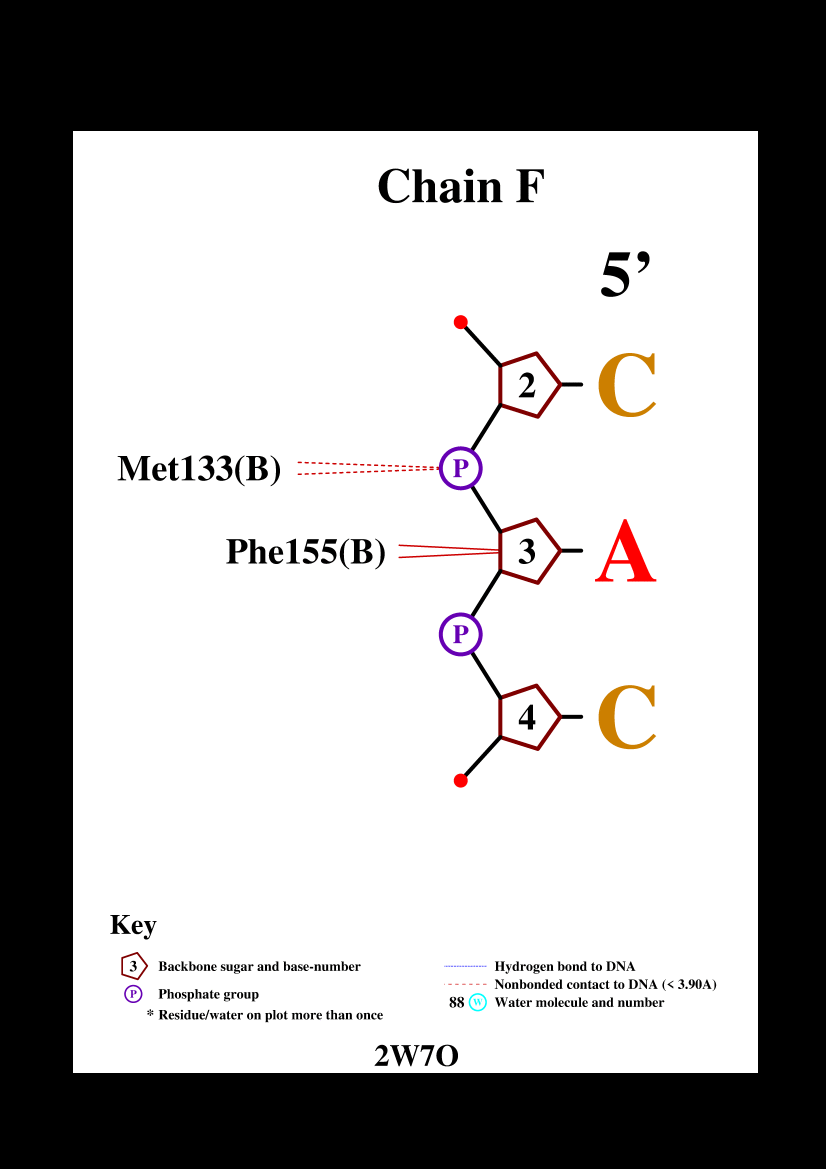 Chain F
5’
2 C
Met133(B) P
Phe155(B) 3 A
P
4 C
Key
3 Backbone sugar and base-number
P Phosphate group
* Residue/water on plot more than once
Hydrogen bond to DNA
Nonbonded contact to DNA (< 3.90A)
88 W Water molecule and number
2W7O